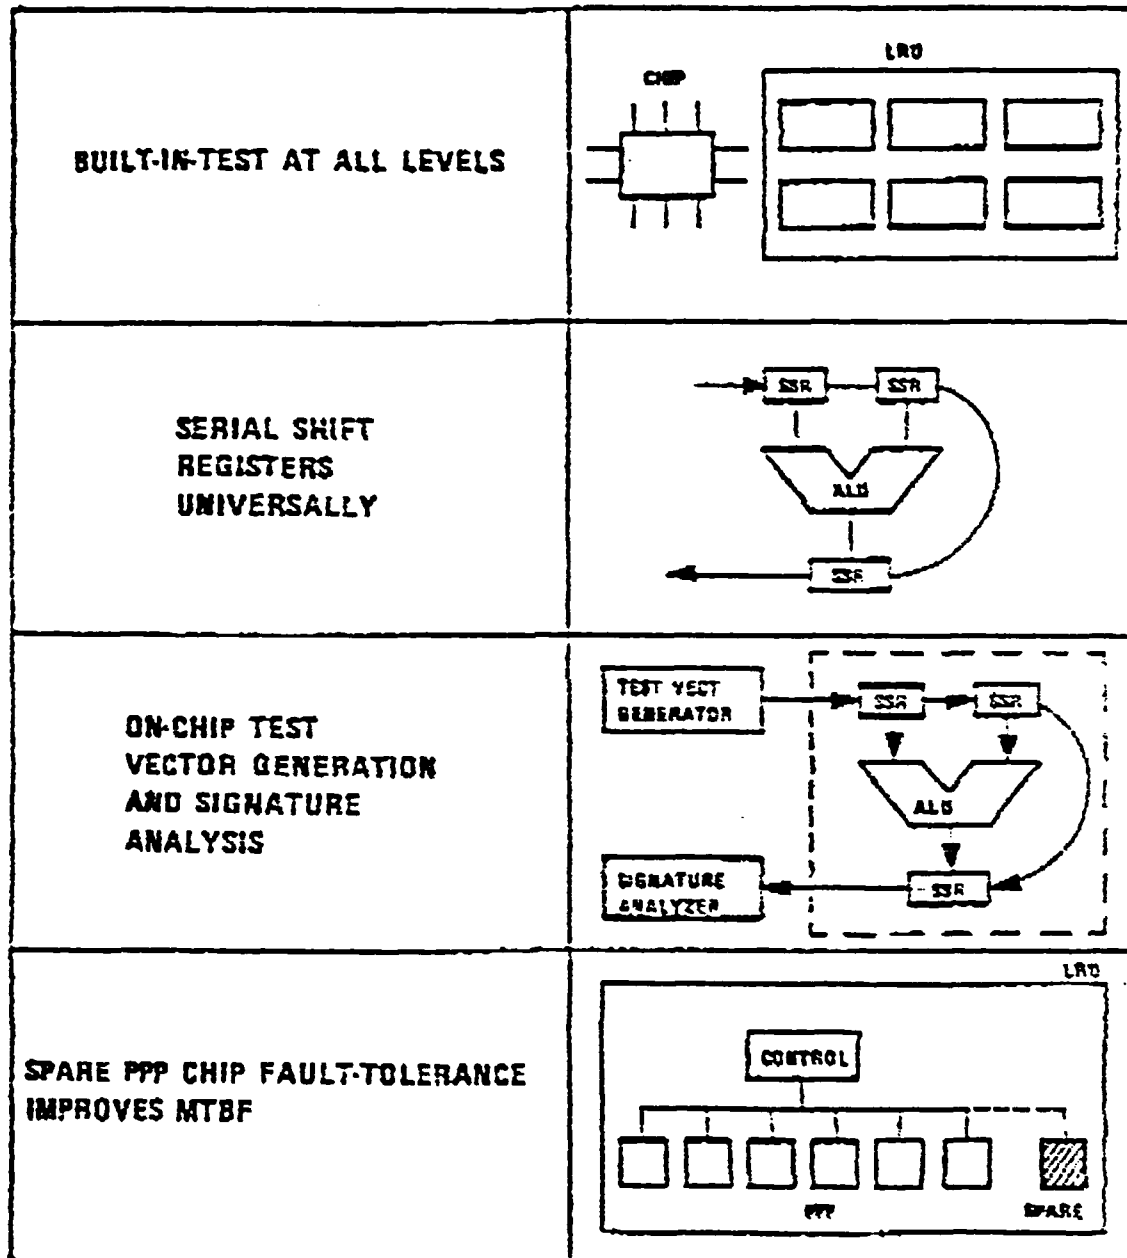 LRU
CHIP
BUILT-IN-TEST AT ALL LEVELS
SSR
SSR
SERIAL SHIFT
REGISTERS
UNIVERSALLY
ALU
SSR
TEST VECT
GENERATOR
SSR
SSR
ON-CHIP TEST
VECTOR GENERATION
AND SIGNATURE
ANALYSIS
ALU
SIGNATURE
ANALYZER
SSR
LRU
CONTROL
SPARE PPP CHIP FAULT-TOLERANCE
IMPROVES MTBF
PPP
SPARE